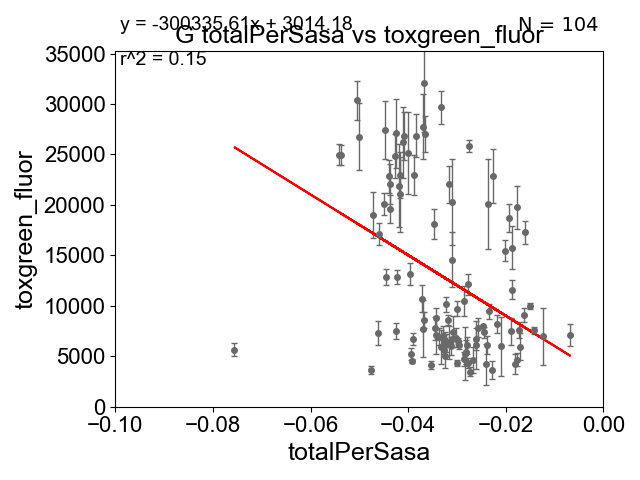 y = -300335.61x + 3014.18
N = 104
G totalPerSasa vs toxgreen_fluor
r^2 = 0.15
toxgreen_fluor
35000
30000
25000
20000
15000
10000
5000
0
−0.10 −0.08 −0.06 −0.04 −0.02 0.00
totalPerSasa